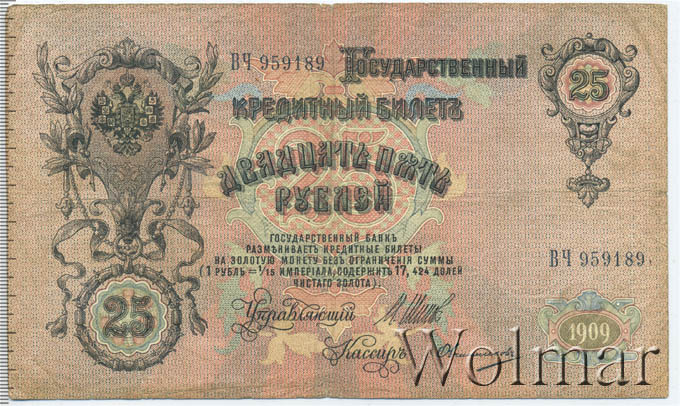 ВЧ 959189
Государственный
25
Кредитный Билетъ
Двадцать пять
рублей
ГОСУДАРСТВЕННЫЙ БАНКЪ
РАЗМѢНИВАЕТЪ КРЕДИТНЫЕ БИЛЕТЫ
НА ЗОЛОТУЮ МОНЕТУ БЕЗЪ ОГРАНИЧЕНІЯ СУММЫ
(1 РУБЛЬ = 1/15 ИМПЕРІАЛА, СОДЕРЖИТЪ 17, 424 ДОЛЕЙ
ЧИСТАГО ЗОЛОТА).
ВЧ 959189
25
Управляющій
1909
Кассиръ
Wolmar